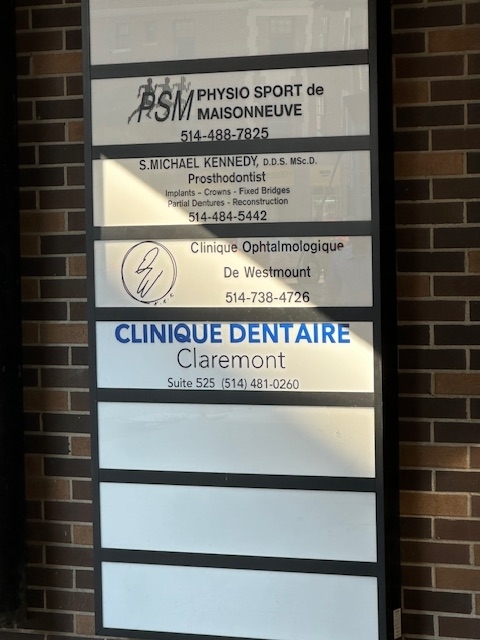 PSM PHYSIO SPORT de
MAISONNEUVE
514-488-7825
S.MICHAEL KENNEDY, D.D.S. MSc.D.
Prosthodontist
Implants - Crowns - Fixed Bridges
Partial Dentures - Reconstruction
514-484-5442
Clinique Ophtalmologique
De Westmount
514-738-4726
CLINIQUE DENTAIRE
Claremont
Suite 525 (514) 481-0260